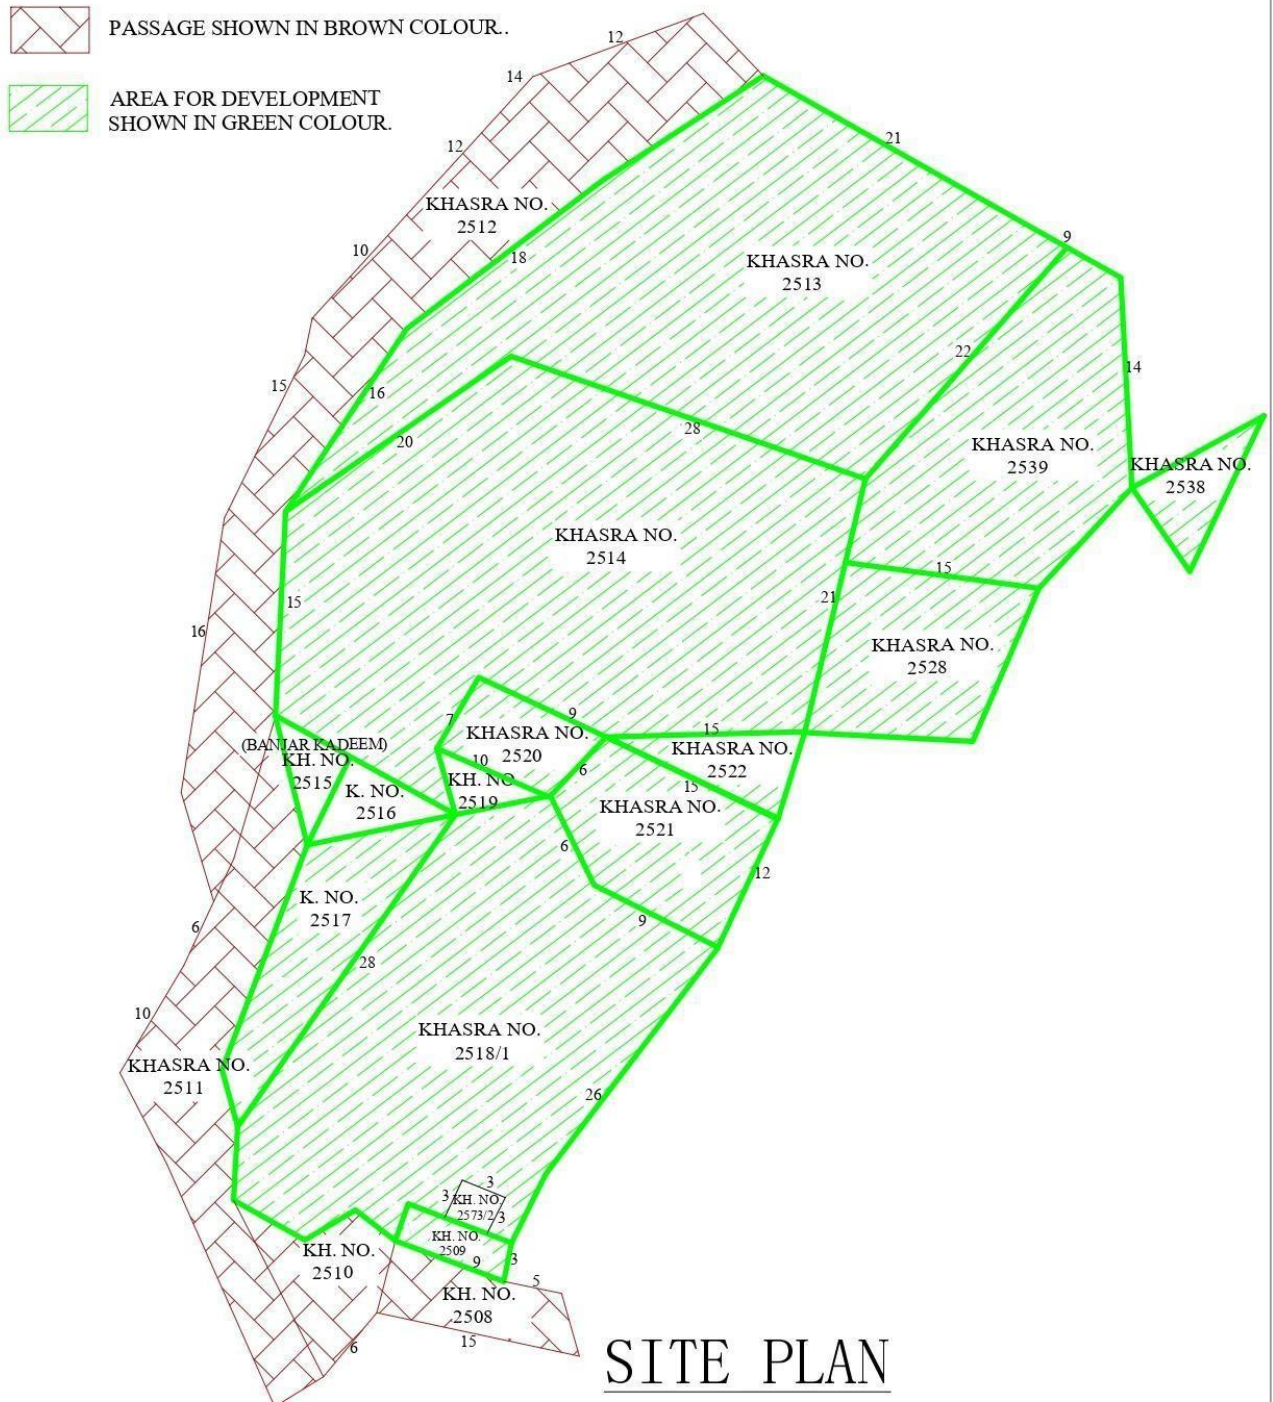 PASSAGE SHOWN IN BROWN COLOUR..
AREA FOR DEVELOPMENT
SHOWN IN GREEN COLOUR.
12
14
12
21
KHASRA NO.
2512
10
18
9
KHASRA NO.
2513
22
14
15
16
20
28
KHASRA NO.
2539
KHASRA NO.
2538
KHASRA NO.
2514
15
15
21
16
KHASRA NO.
2528
7
9
15
(BANJAR KADEEM)
KH. NO.
2515
K. NO.
2516
KHASRA NO.
2520
10
6
KH. NO
2519
KHASRA NO.
2522
15
KHASRA NO.
2521
6
12
9
K. NO.
2517
6
28
10
KHASRA NO.
2511
KHASRA NO.
2518/1
26
3
3
KH. NO.
2573/2
3
KH. NO.
2509
9
3
KH. NO.
2510
5
KH. NO.
2508
15
6
SITE PLAN